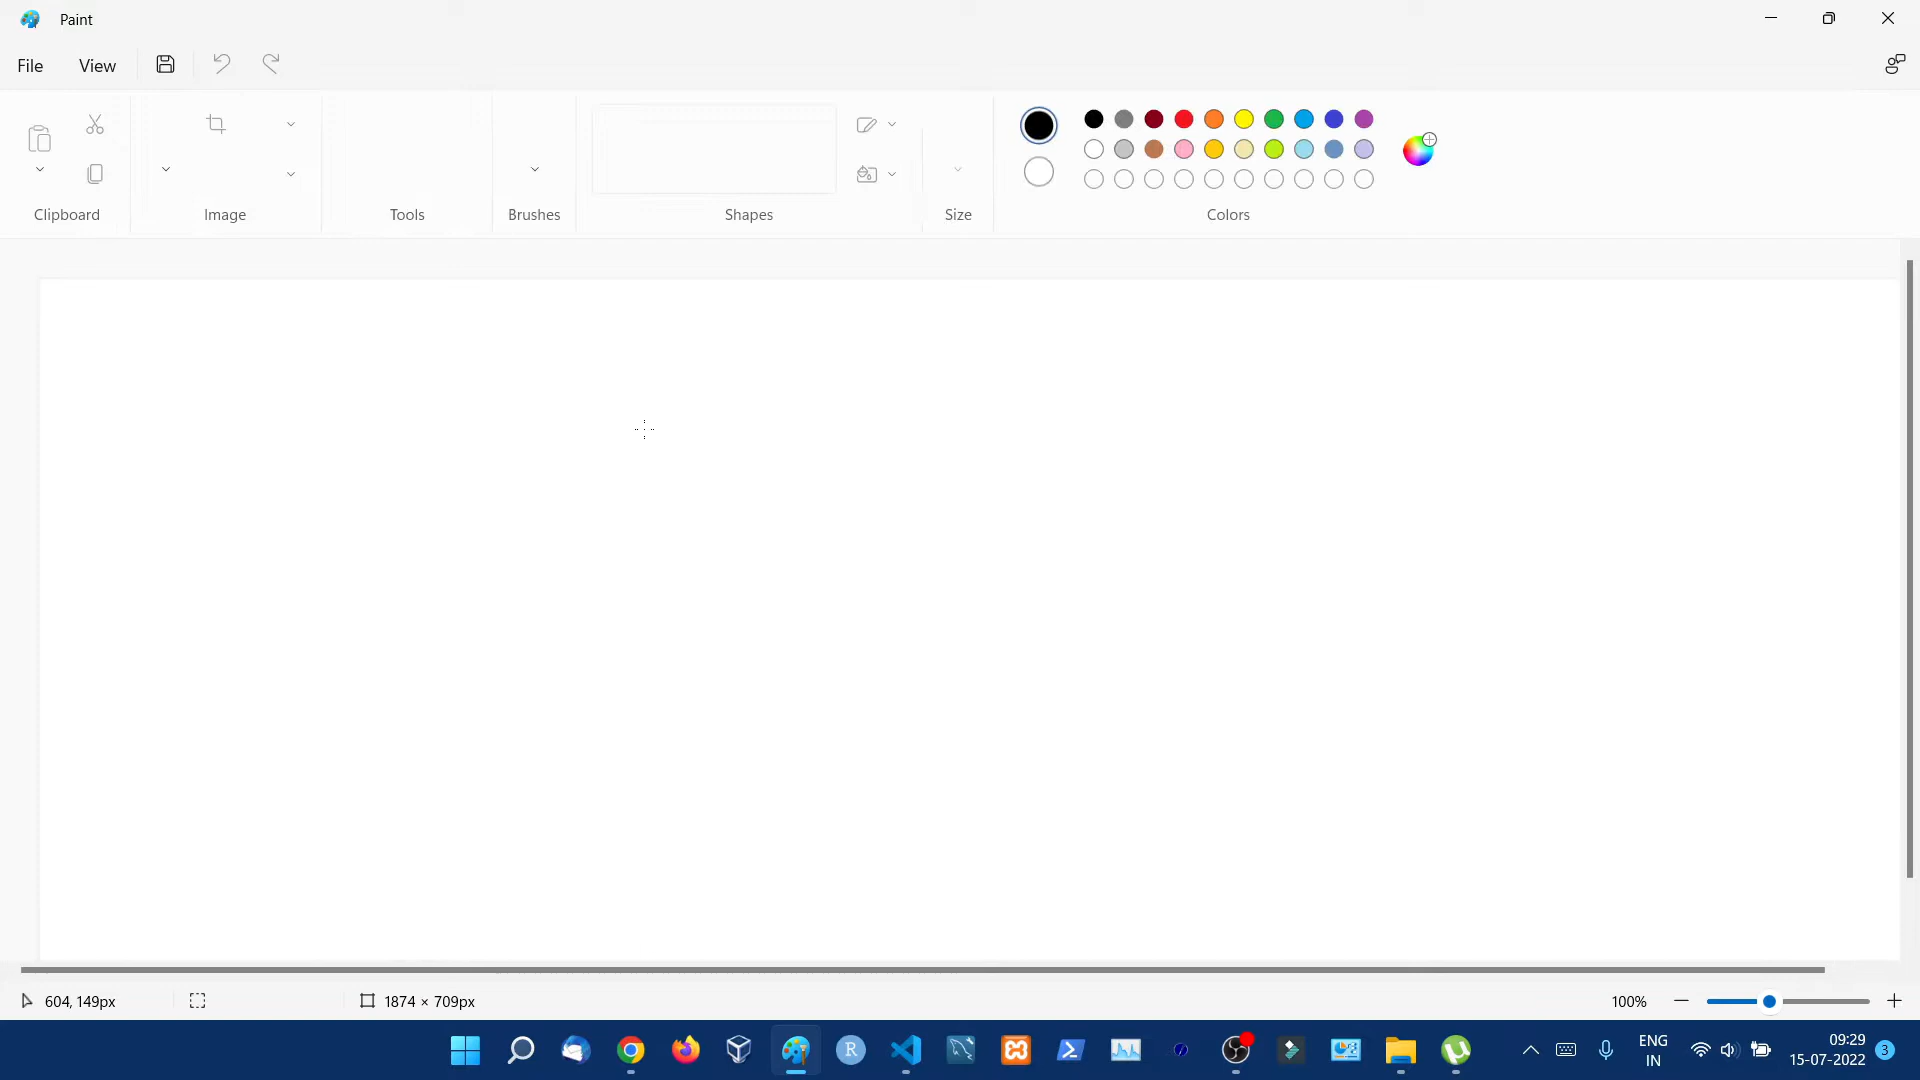 Paint
File View
Clipboard Image Tools Brushes Shapes Size Colors
604, 149px 1874 × 709px 100%
R
ENG
IN
09:29
15-07-2022
3